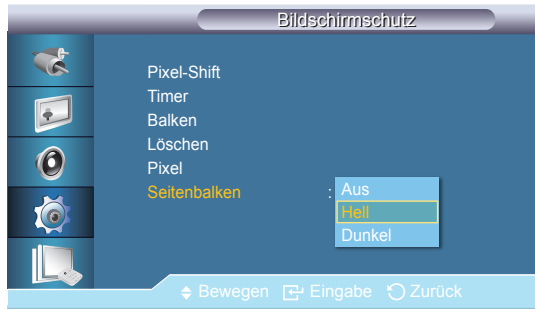 Bildschirmschutz
Pixel-Shift
Timer
Balken
Löschen
Pixel
Seitenbalken : Aus
Hell
Dunkel
Bewegen Eingabe Zurück